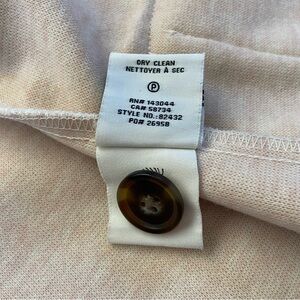 DRY CLEAN
NETTOYER À SEC
P
RN# 143044
CA# 58734
STYLE NO.:82432
PO# 26958